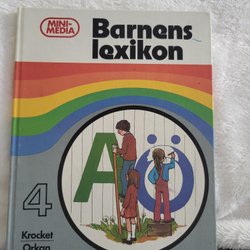 MINI-
MEDIA
Barnens
lexikon
A Ö
4
Krocket
Orkan